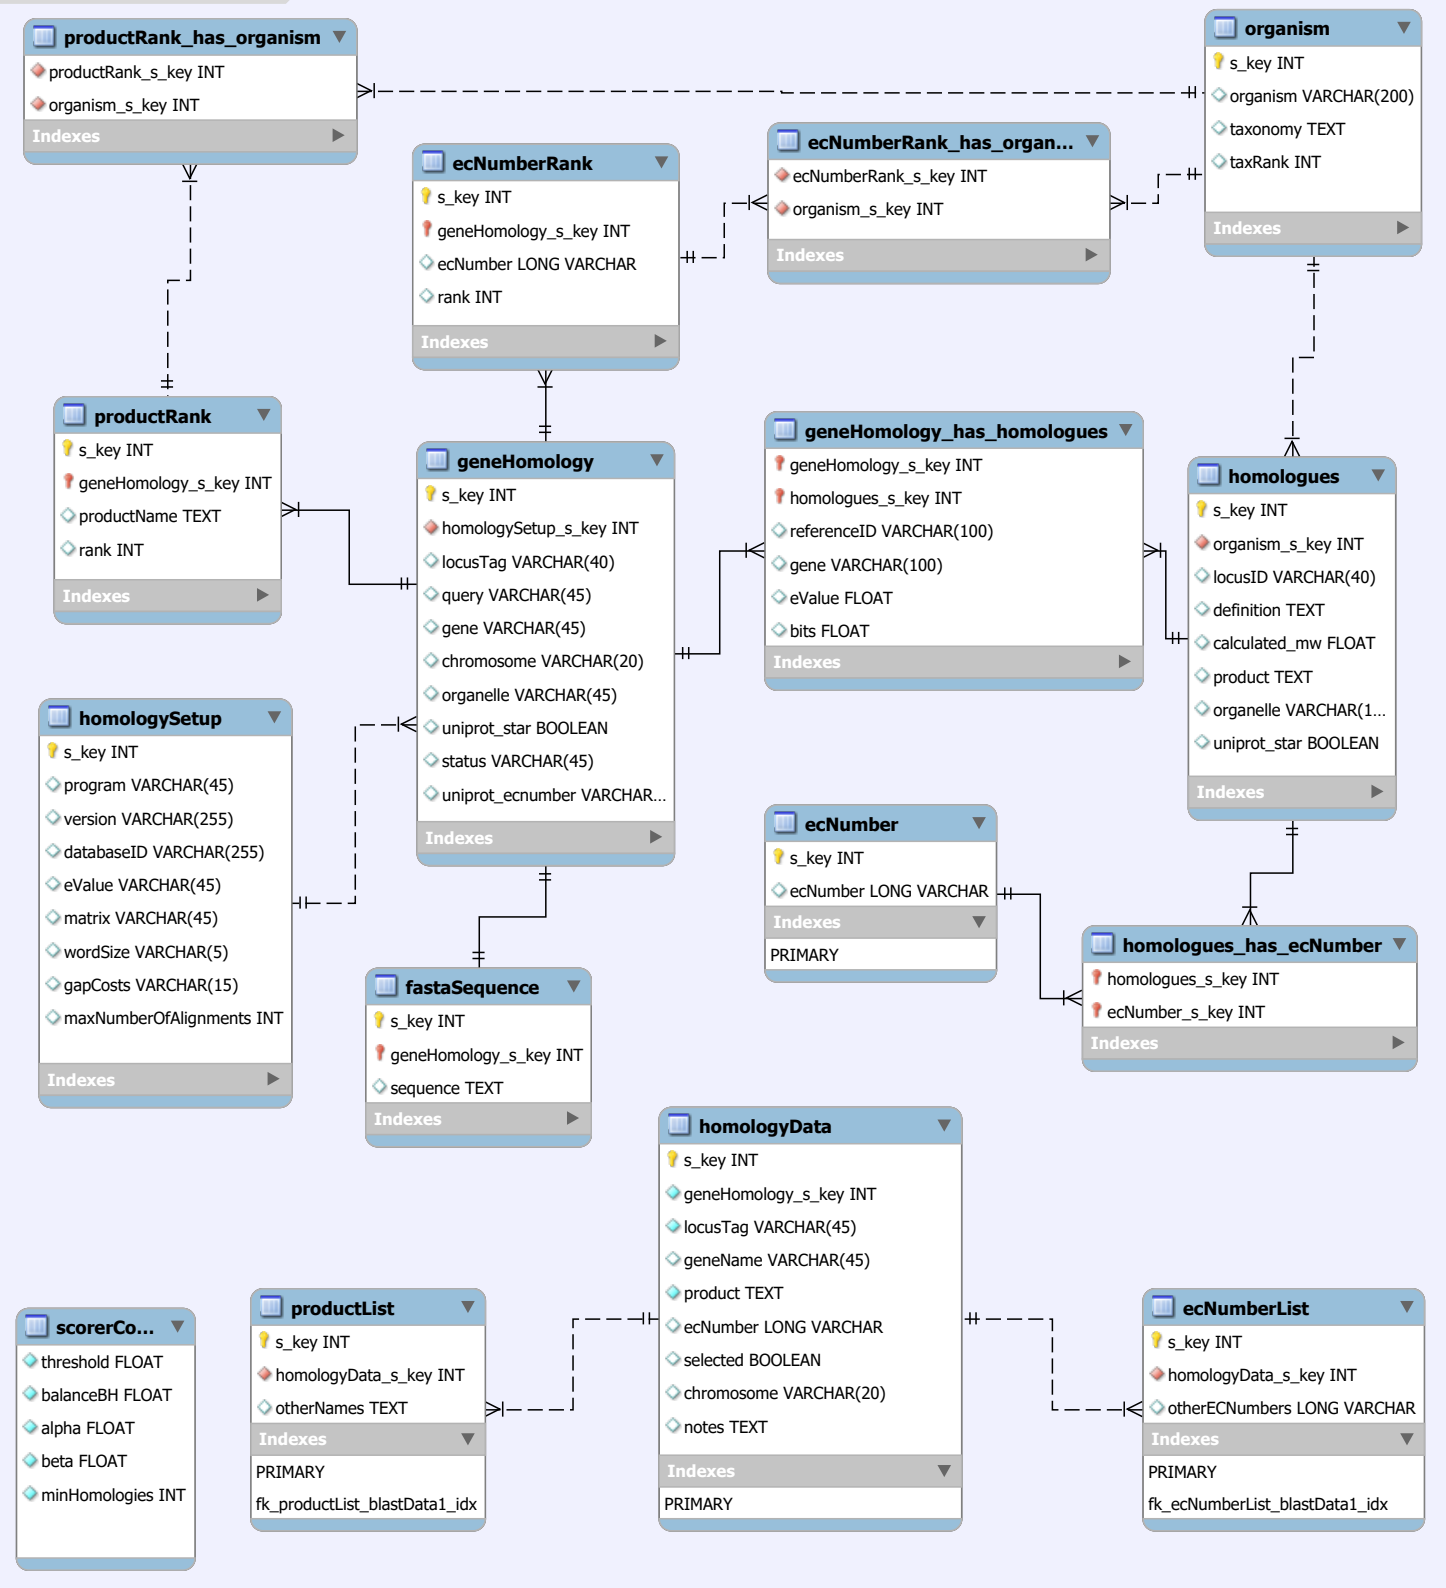 productRank_has_organism
productRank_s_key INT
organism_s_key INT
Indexes
organism
s_key INT
organism VARCHAR(200)
taxonomy TEXT
taxRank INT
Indexes
ecNumberRank
s_key INT
geneHomology_s_key INT
ecNumber LONG VARCHAR
rank INT
Indexes
ecNumberRank_has_organ...
ecNumberRank_s_key INT
organism_s_key INT
Indexes
productRank
s_key INT
geneHomology_s_key INT
productName TEXT
rank INT
Indexes
geneHomology
s_key INT
homologySetup_s_key INT
locusTag VARCHAR(40)
query VARCHAR(45)
gene VARCHAR(45)
chromosome VARCHAR(20)
organelle VARCHAR(45)
uniprot_star BOOLEAN
status VARCHAR(45)
uniprot_ecnumber VARCHAR...
Indexes
geneHomology_has_homologues
geneHomology_s_key INT
homologues_s_key INT
referenceID VARCHAR(100)
gene VARCHAR(100)
eValue FLOAT
bits FLOAT
Indexes
homologues
s_key INT
organism_s_key INT
locusID VARCHAR(40)
definition TEXT
calculated_mw FLOAT
product TEXT
organelle VARCHAR(1...
uniprot_star BOOLEAN
Indexes
homologySetup
s_key INT
program VARCHAR(45)
version VARCHAR(255)
databaseID VARCHAR(255)
eValue VARCHAR(45)
matrix VARCHAR(45)
wordSize VARCHAR(5)
gapCosts VARCHAR(15)
maxNumberOfAlignments INT
Indexes
ecNumber
s_key INT
ecNumber LONG VARCHAR
Indexes
PRIMARY
homologues_has_ecNumber
homologues_s_key INT
ecNumber_s_key INT
Indexes
fastaSequence
s_key INT
geneHomology_s_key INT
sequence TEXT
Indexes
homologyData
s_key INT
geneHomology_s_key INT
locusTag VARCHAR(45)
geneName VARCHAR(45)
product TEXT
ecNumber LONG VARCHAR
selected BOOLEAN
chromosome VARCHAR(20)
notes TEXT
Indexes
PRIMARY
scorerCo...
threshold FLOAT
balanceBH FLOAT
alpha FLOAT
beta FLOAT
minHomologies INT
productList
s_key INT
homologyData_s_key INT
otherNames TEXT
Indexes
PRIMARY
fk_productList_blastData1_idx
ecNumberList
s_key INT
homologyData_s_key INT
otherECNumbers LONG VARCHAR
Indexes
PRIMARY
fk_ecNumberList_blastData1_idx